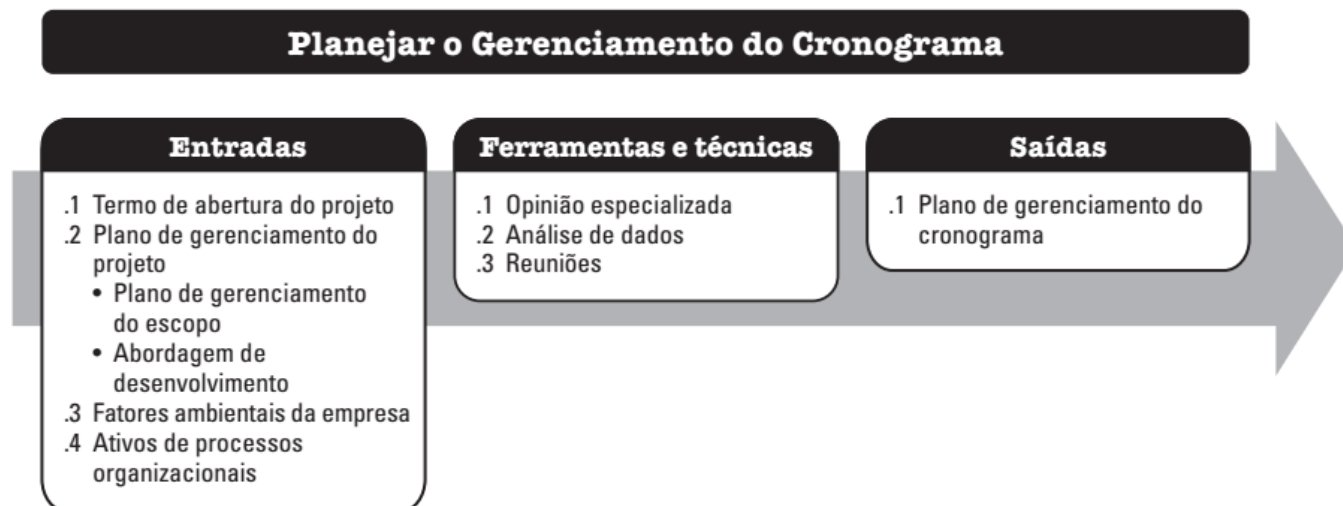 Planejar o Gerenciamento do Cronograma
Entradas
.1 Termo de abertura do projeto
.2 Plano de gerenciamento do
projeto
• Plano de gerenciamento
do escopo
• Abordagem de
desenvolvimento
.3 Fatores ambientais da empresa
.4 Ativos de processos
organizacionais
Ferramentas e técnicas
.1 Opinião especializada
.2 Análise de dados
.3 Reuniões
Saídas
.1 Plano de gerenciamento do
cronograma